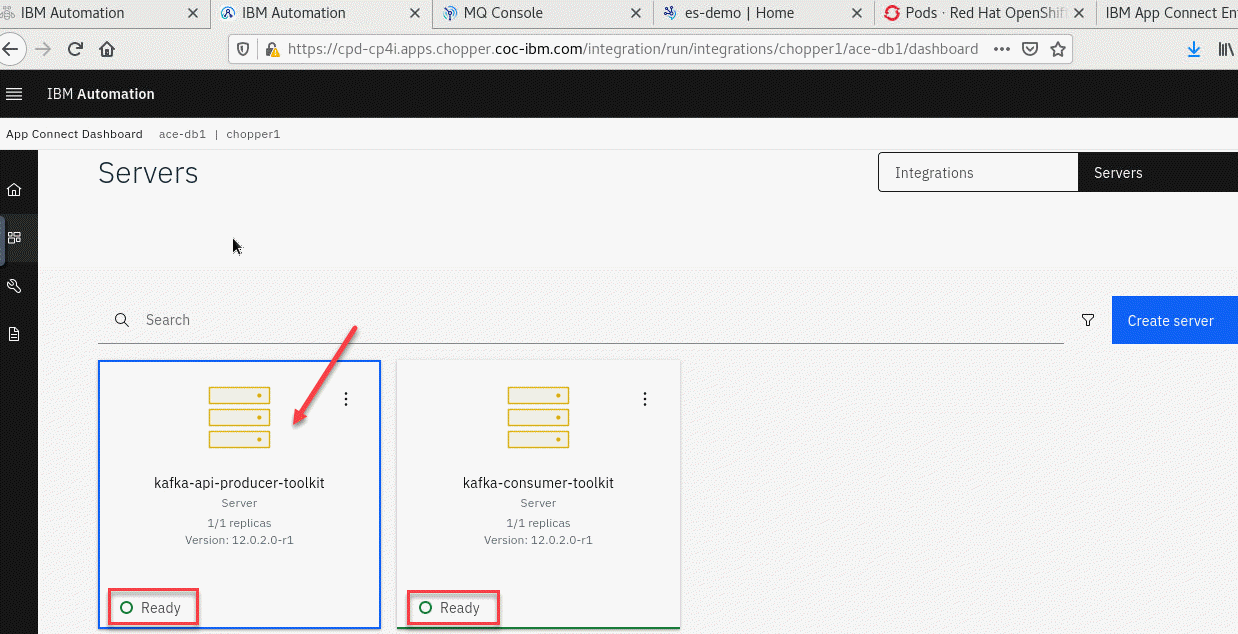 IBM Automation
IBM Automation
MQ Console
es-demo | Home
Pods · Red Hat OpenShif
IBM App Connect En
https://cpd-cp4i.apps.chopper.coc-ibm.com/integration/run/integrations/chopper1/ace-db1/dashboard
IBM Automation
App Connect Dashboard ace-db1 | chopper1
Servers
Integrations
Servers
Search
Create server
kafka-api-producer-toolkit
Server
1/1 replicas
Version: 12.0.2.0-r1
Ready
kafka-consumer-toolkit
Server
1/1 replicas
Version: 12.0.2.0-r1
Ready